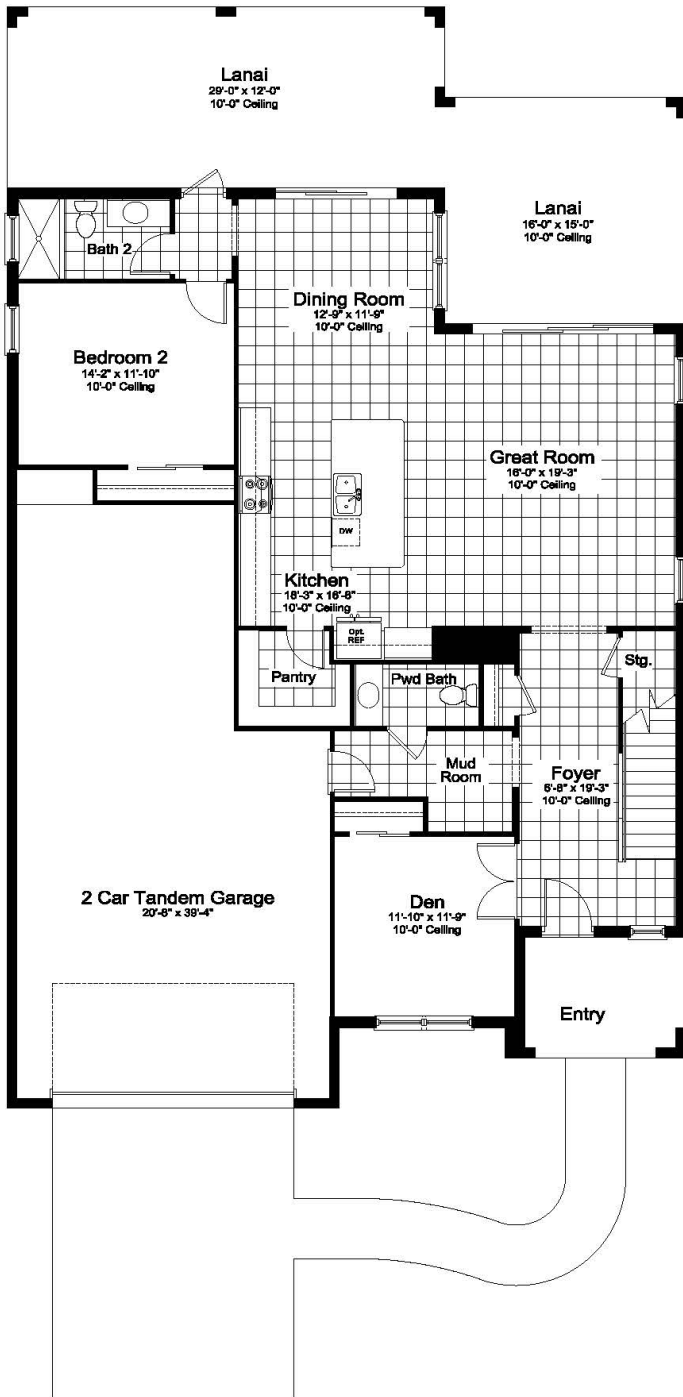 Lanai
29'-0" x 12'-0"
10'-0" Ceiling
Lanai
16'-0" x 15'-0"
10'-0" Ceiling
Bath 2
Dining Room
12'-9" x 11'-9"
10'-0" Ceiling
Bedroom 2
14'-2" x 11'-10"
10'-0" Ceiling
Great Room
16'-0" x 19'-3"
10'-0" Ceiling
DW
Kitchen
18'-3" x 16'-8"
10'-0" Ceiling
Opt.
REF
Pantry
Pwd Bath
Stg.
Mud
Room
Foyer
6'-8" x 19'-3"
10'-0" Ceiling
2 Car Tandem Garage
20'-6" x 39'-4"
Den
11'-10" x 11'-9"
10'-0" Ceiling
Entry